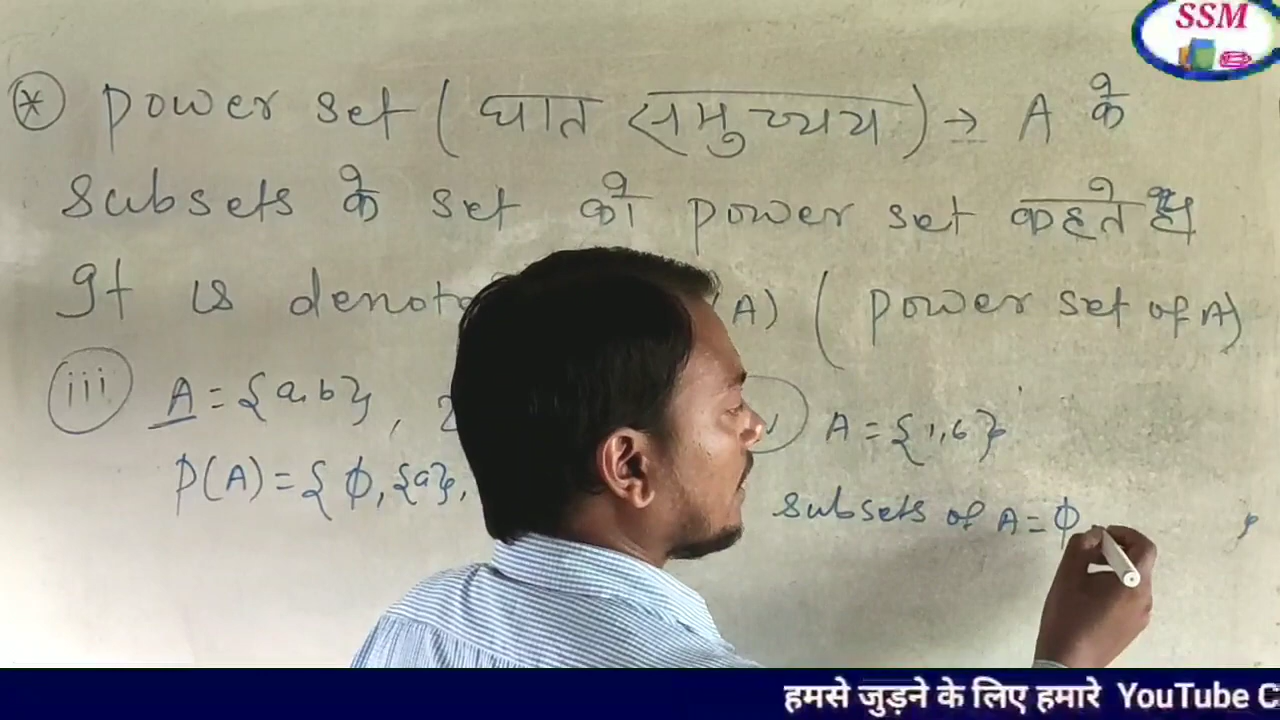 SSM
* power set (घात समुच्चय) → A के
subsets के set को power set कहते हैं।
It is denot (A) (power set of A)
iii A = {a, b},
A = {1, 6}
P(A) = { ϕ, {a},
subsets of A = ϕ
हमसे जुड़ने के लिए हमारे YouTube C